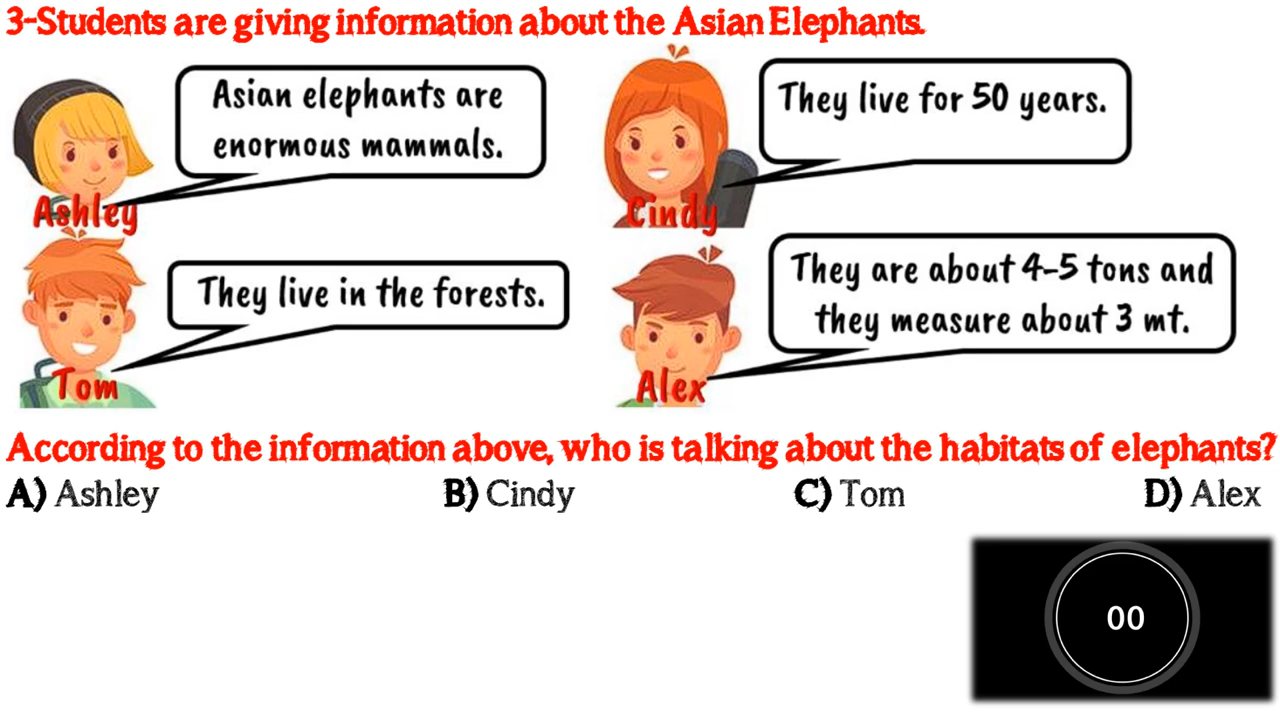 3-Students are giving information about the Asian Elephants.
Asian elephants are
enormous mammals.
Ashley
They live for 50 years.
Cindy
They live in the forests.
Tom
They are about 4-5 tons and
they measure about 3 mt.
Alex
According to the information above, who is talking about the habitats of elephants?
A) Ashley B) Cindy C) Tom D) Alex
00